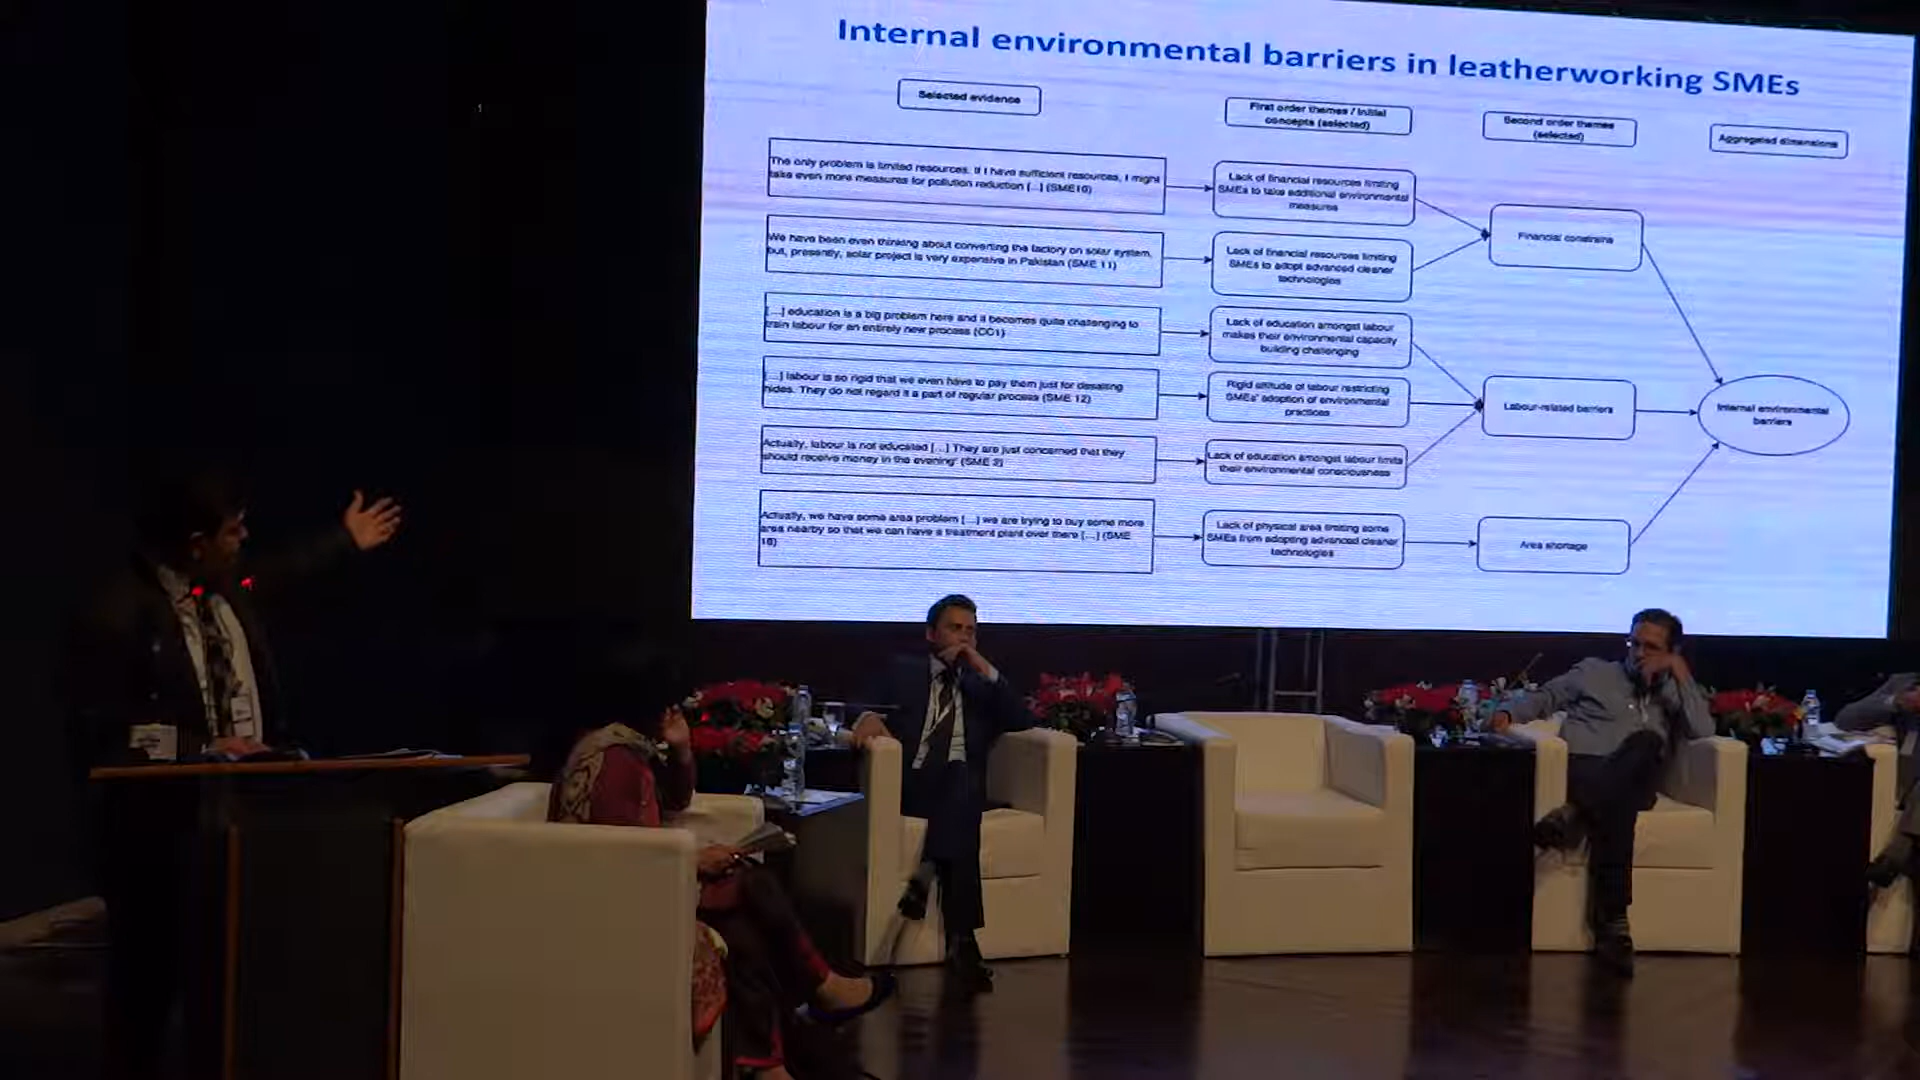 Internal environmental barriers in leatherworking SMEs
Selected evidence
First order themes / Initial
concepts (selected)
Second order themes
(selected)
Aggregated dimensions
The only problem is limited resources. If I have sufficient resources, I might
take even more measures for pollution reduction [...] (SME16)
Lack of financial resources limiting
SMEs to take additional environmental
measures
We have been even thinking about converting the factory on solar system,
but, presently, solar project is very expensive in Pakistan (SME 11)
Lack of financial resources limiting
SMEs to adopt advanced cleaner
technologies
Financial constrains
[...] education is a big problem here and it becomes quite challenging to
train labour for an entirely new process (CC1)
Lack of education amongst labour
makes their environmental capacity
building challenging
[...] labour is so rigid that we even have to pay them just for desalting
hides. They do not regard it a part of regular process (SME 12)
Rigid attitude of labour restricting
SMEs' adoption of environmental
practices
Labour-related barriers
Internal environmental
barriers
Actually, labour is not educated [...] They are just concerned that they
should receive money in the evening' (SME 2)
Lack of education amongst labour limits
their environmental consciousness
Actually, we have some area problem [...] we are trying to buy some more
area nearby so that we can have a treatment plant over there [...] (SME
Lack of physical area limiting some
SMEs from adopting advanced cleaner
technologies
Area shortage